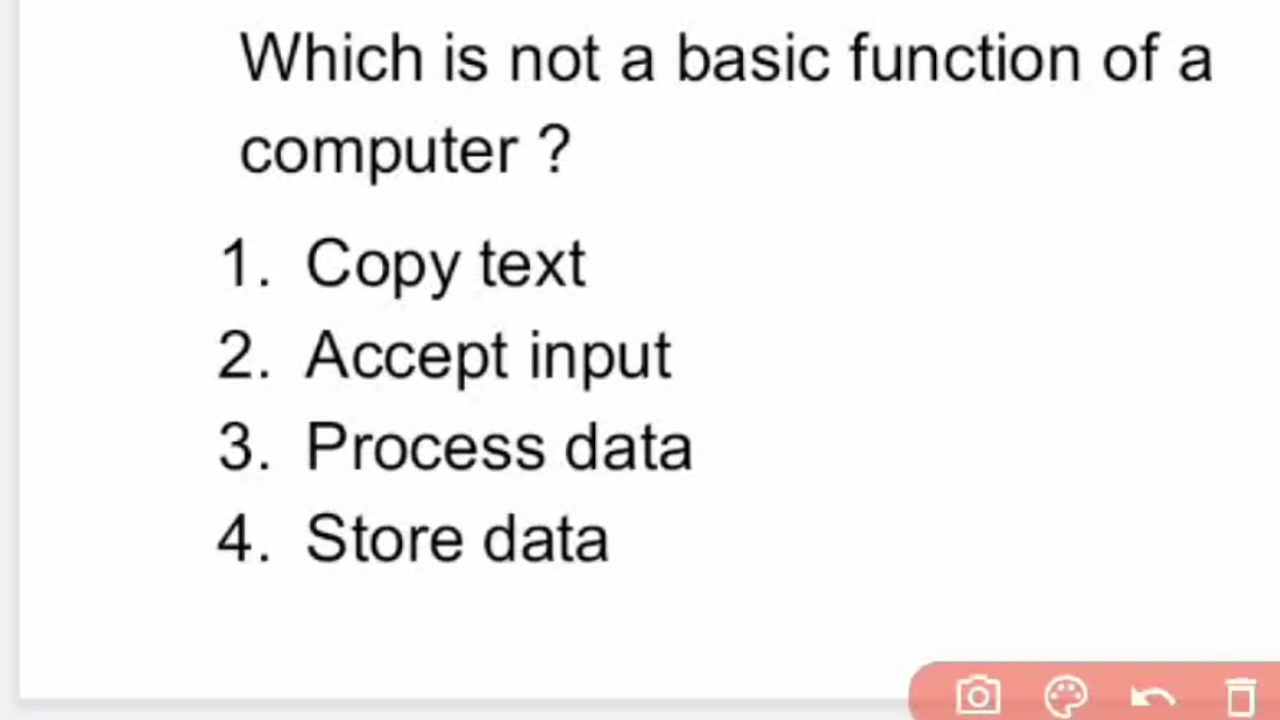 Which is not a basic function of a
computer ?
1. Copy text
2. Accept input
3. Process data
4. Store data